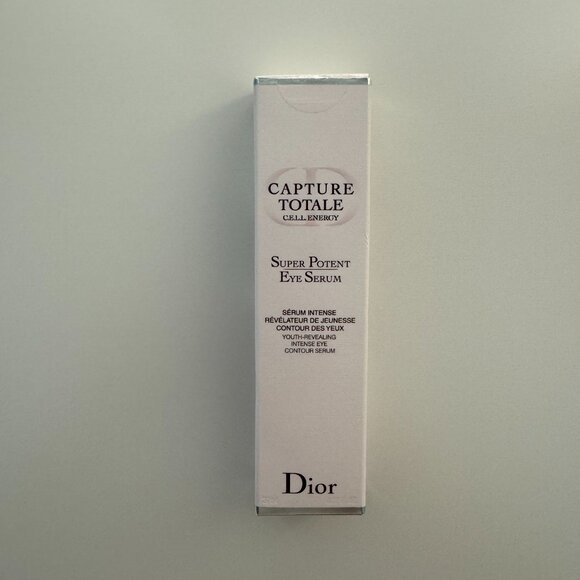 CAPTURE
TOTALE
C.E.L.L. ENERGY
SUPER POTENT
EYE SERUM
SÉRUM INTENSE
RÉVÉLATEUR DE JEUNESSE
CONTOUR DES YEUX
YOUTH-REVEALING
INTENSE EYE
CONTOUR SERUM
Dior